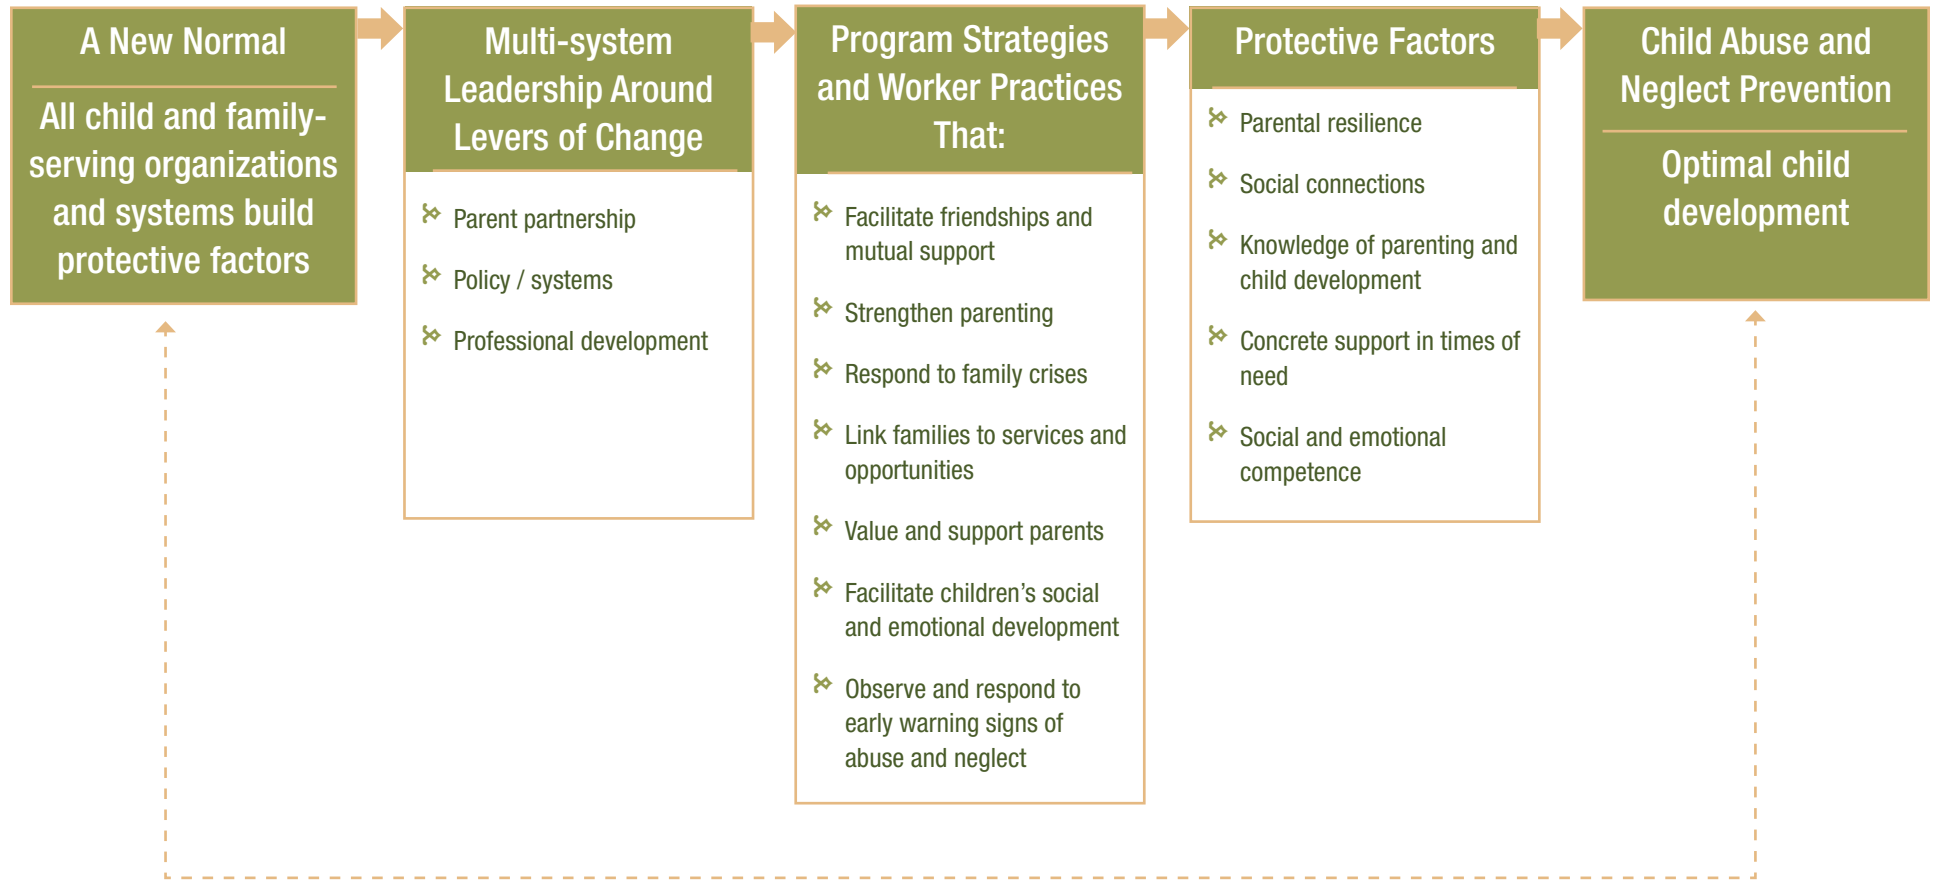 A New Normal
All child and family-
serving organizations
and systems build
protective factors
Multi-system
Leadership Around
Levers of Change
Parent partnership
Policy / systems
Professional development
Program Strategies
and Worker Practices
That:
Facilitate friendships and
mutual support
Strengthen parenting
Respond to family crises
Link families to services and
opportunities
Value and support parents
Facilitate children’s social
and emotional development
Observe and respond to
early warning signs of
abuse and neglect
Protective Factors
Parental resilience
Social connections
Knowledge of parenting and
child development
Concrete support in times of
need
Social and emotional
competence
Child Abuse and
Neglect Prevention
Optimal child
development